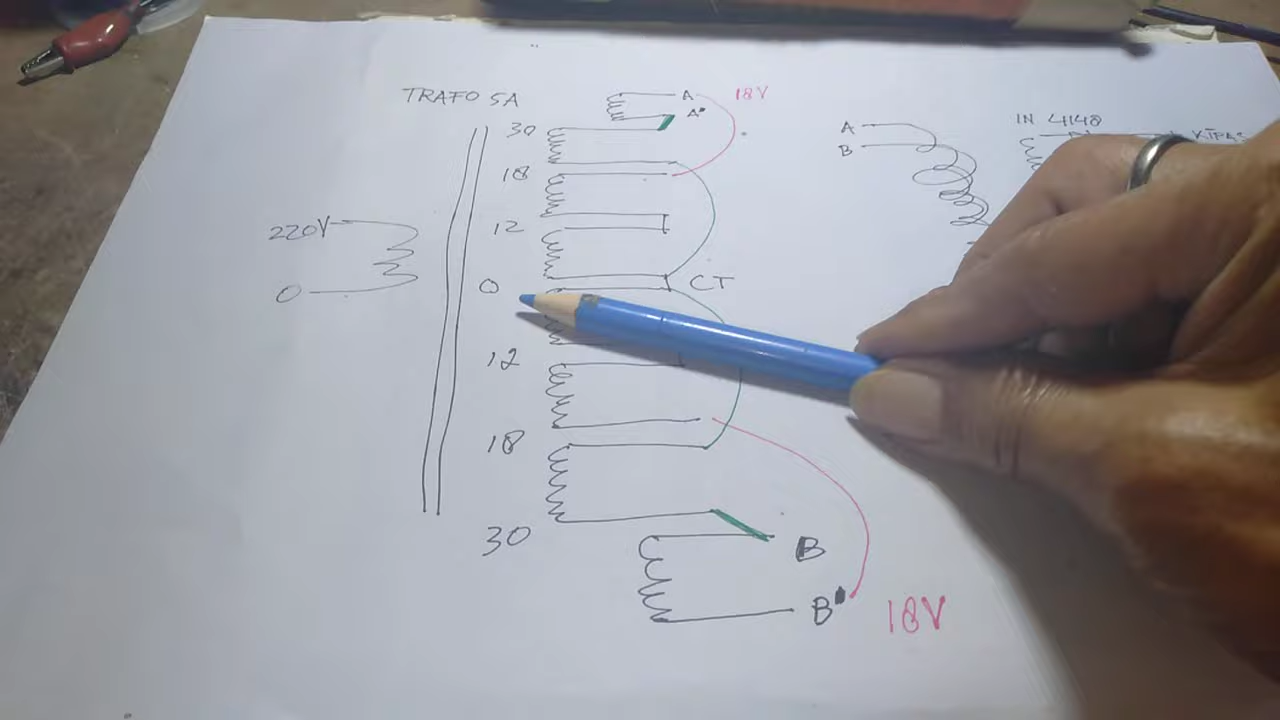 TRAFO 5A
A 18V
A'
30
18
12
0 CT
12
18
30
B
B' 18V
220V
0
A
B
IN 4148